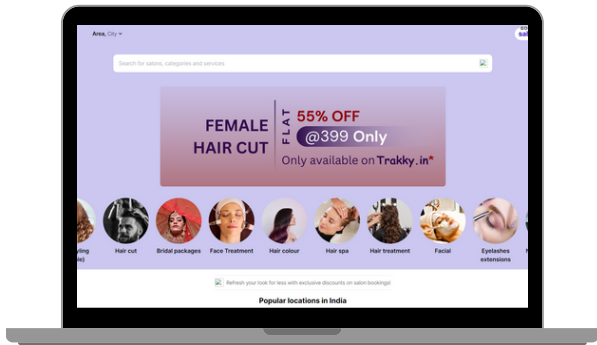 Area, City
Search for salons, categories and services
FEMALE
HAIR CUT
FLAT
55% OFF
@399 Only
Only available on Trakky.in*
Hair cut
Bridal packages
Face Treatment
Hair colour
Hair spa
Hair treatment
Facial
Eyelashes
extensions
Refresh your look for less with exclusive discounts on salon bookings!
Popular locations in India